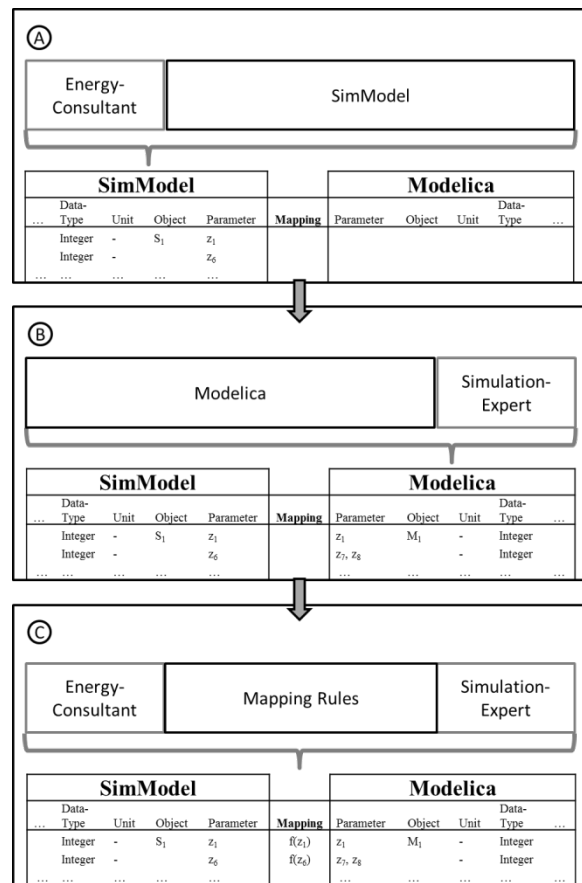 A
Energy-
Consultant
SimModel
SimModel Modelica
Data- Data-
... Type Unit Object Parameter Mapping Parameter Object Unit Type ...
Integer - S1 z1
Integer - z6
... ... ... ...
B
Modelica
Simulation-
Expert
SimModel Modelica
Data- Data-
... Type Unit Object Parameter Mapping Parameter Object Unit Type ...
Integer - S1 z1 z1 M1 - Integer
Integer - z6 z7, z8 - Integer
... ... ... ... ... ... ... ... ...
C
Energy-
Consultant
Mapping Rules
Simulation-
Expert
SimModel Modelica
Data- Data-
... Type Unit Object Parameter Mapping Parameter Object Unit Type ...
Integer - S1 z1 f(z1) z1 M1 - Integer
Integer - z6 f(z6) z7, z8 - Integer
... ... ... ... ... ... ... ... ...